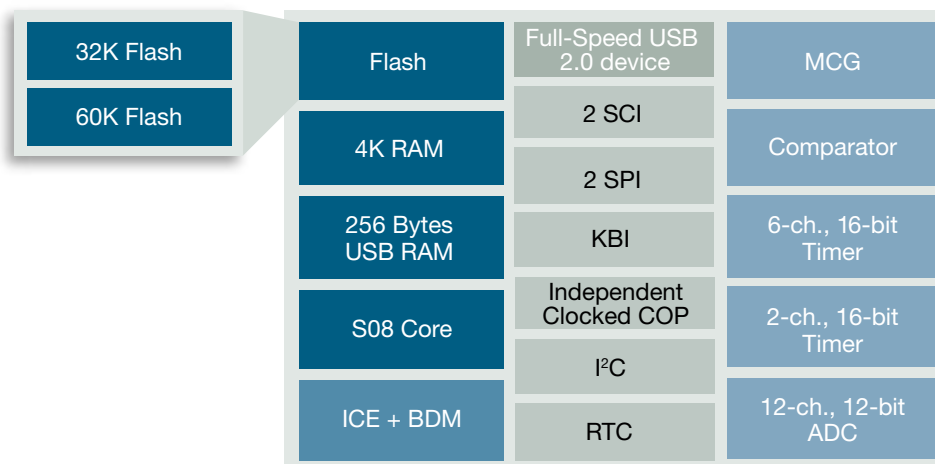 32K Flash
60K Flash
Flash
4K RAM
256 Bytes
USB RAM
S08 Core
ICE + BDM
Full-Speed USB
2.0 device
2 SCI
2 SPI
KBI
Independent
Clocked COP
I²C
RTC
MCG
Comparator
6-ch., 16-bit
Timer
2-ch., 16-bit
Timer
12-ch., 12-bit
ADC